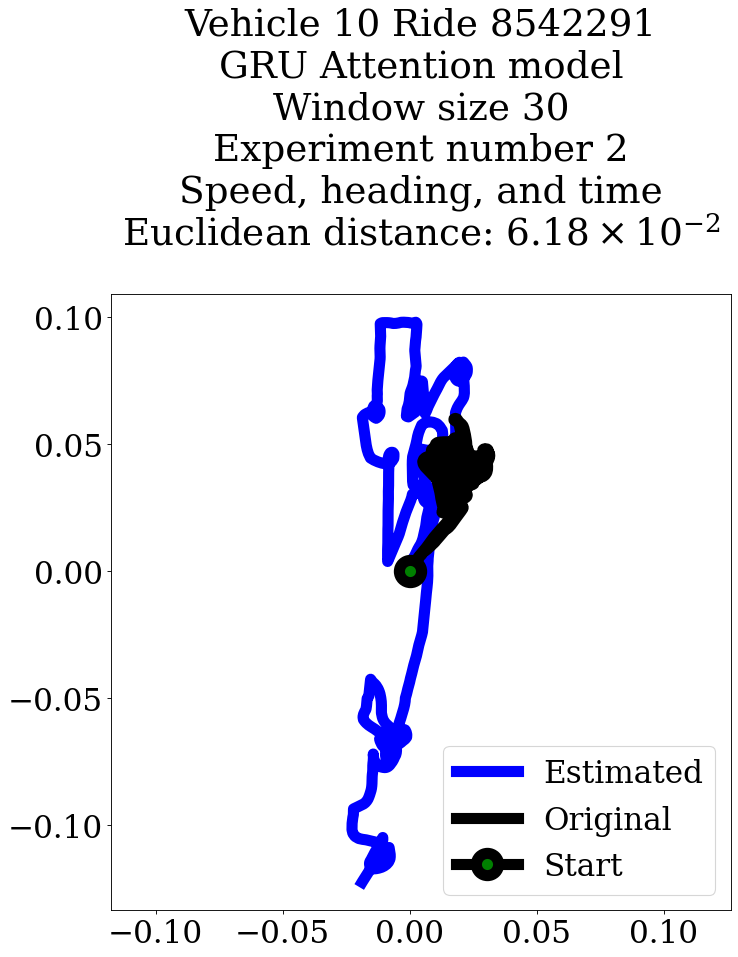 Vehicle 10 Ride 8542291
GRU Attention model
Window size 30
Experiment number 2
Speed, heading, and time
Euclidean distance: 6.18 × 10⁻²
0.10
0.05
0.00
−0.05
−0.10
−0.10 −0.05 0.00 0.05 0.10
Estimated
Original
Start